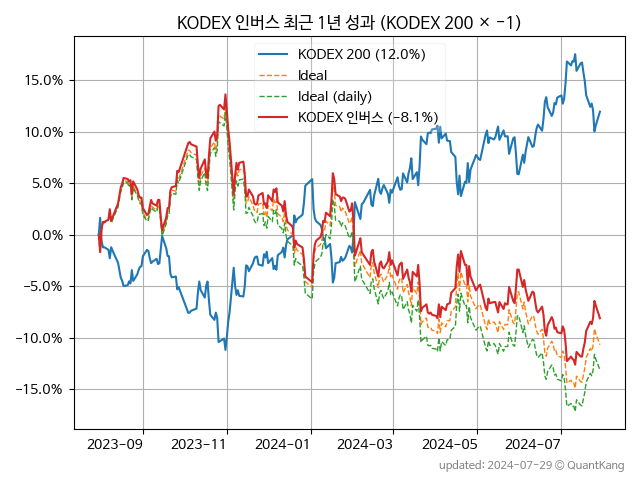 KODEX 인버스 최근 1년 성과 (KODEX 200 × −1)
KODEX 200 (12.0%)
Ideal
Ideal (daily)
KODEX 인버스 (−8.1%)
15.0%
10.0%
5.0%
0.0%
−5.0%
−10.0%
−15.0%
2023−09 2023−11 2024−01 2024−03 2024−05 2024−07
updated: 2024-07-29 © QuantKang